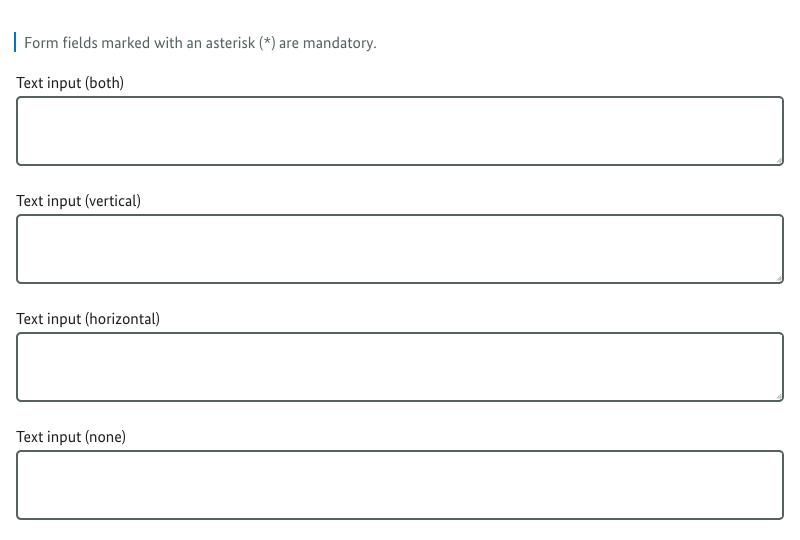 Form fields marked with an asterisk (*) are mandatory.
Text input (both)
Text input (vertical)
Text input (horizontal)
Text input (none)